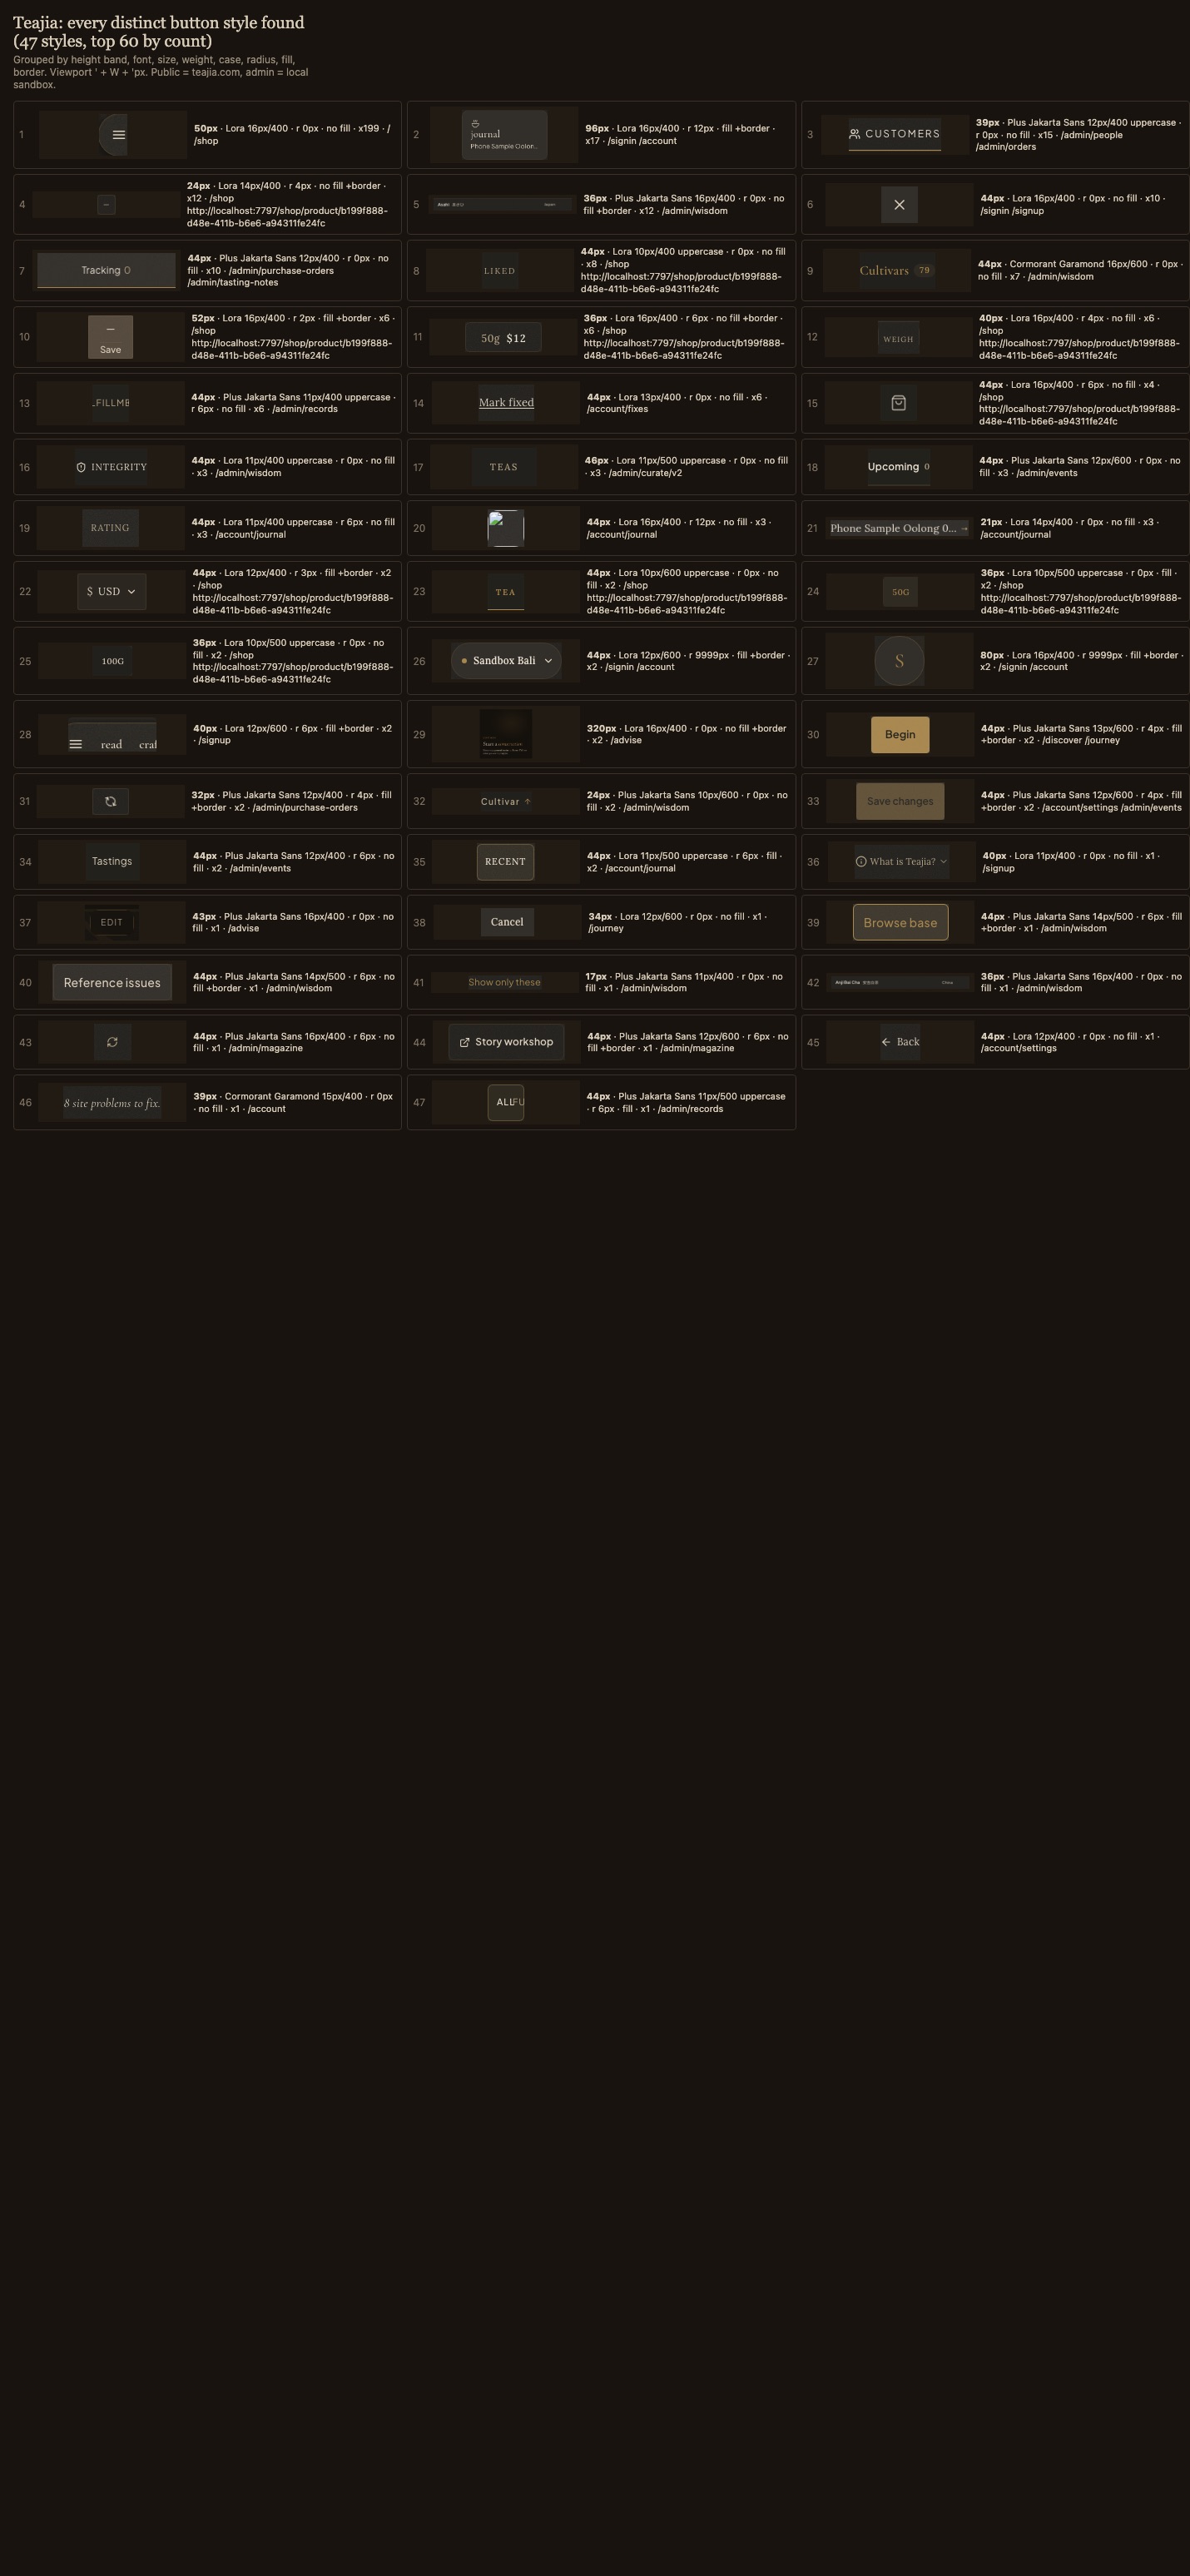 Teajia: every distinct button style found
(47 styles, top 60 by count)
Grouped by height band, font, size, weight, case, radius, fill,
border. Viewport ' + W + 'px. Public = teajia.com, admin = local
sandbox.
1
50px · Lora 16px/400 · r 0px · no fill · x199 · /
/shop
2
journal
Phone Sample Oolon...
96px · Lora 16px/400 · r 12px · fill +border ·
x17 · /signin /account
3
CUSTOMERS
39px · Plus Jakarta Sans 12px/400 uppercase ·
r 0px · no fill · x15 · /admin/people
/admin/orders
4
24px · Lora 14px/400 · r 4px · no fill +border ·
x12 · /shop
http://localhost:7797/shop/product/b199f888-
d48e-411b-b6e6-a94311fe24fc
5
36px · Plus Jakarta Sans 16px/400 · r 0px · no
fill +border · x12 · /admin/wisdom
6
44px · Lora 16px/400 · r 0px · no fill · x10 ·
/signin /signup
7
Tracking 0
44px · Plus Jakarta Sans 12px/400 · r 0px · no
fill · x10 · /admin/purchase-orders
/admin/tasting-notes
8
LIKED
44px · Lora 10px/400 uppercase · r 0px · no fill
· x8 · /shop
http://localhost:7797/shop/product/b199f888-
d48e-411b-b6e6-a94311fe24fc
9
Cultivars 79
44px · Cormorant Garamond 16px/600 · r 0px ·
no fill · x7 · /admin/wisdom
10
Save
52px · Lora 16px/400 · r 2px · fill +border · x6 ·
/shop
http://localhost:7797/shop/product/b199f888-
d48e-411b-b6e6-a94311fe24fc
11
50g $12
36px · Lora 16px/400 · r 6px · no fill +border ·
x6 · /shop
http://localhost:7797/shop/product/b199f888-
d48e-411b-b6e6-a94311fe24fc
12
WEIGH
40px · Lora 16px/400 · r 4px · no fill · x6 ·
/shop
http://localhost:7797/shop/product/b199f888-
d48e-411b-b6e6-a94311fe24fc
13
FILLME
44px · Plus Jakarta Sans 11px/400 uppercase ·
r 6px · no fill · x6 · /admin/records
14
Mark fixed
44px · Lora 13px/400 · r 0px · no fill · x6 ·
/account/fixes
15
44px · Lora 16px/400 · r 6px · no fill · x4 ·
/shop
http://localhost:7797/shop/product/b199f888-
d48e-411b-b6e6-a94311fe24fc
16
INTEGRITY
44px · Lora 11px/400 uppercase · r 0px · no fill
· x3 · /admin/wisdom
17
TEAS
46px · Lora 11px/500 uppercase · r 0px · no fill
· x3 · /admin/curate/v2
18
Upcoming 0
44px · Plus Jakarta Sans 12px/600 · r 0px · no
fill · x3 · /admin/events
19
RATING
44px · Lora 11px/400 uppercase · r 6px · no fill
· x3 · /account/journal
20
44px · Lora 16px/400 · r 12px · no fill · x3 ·
/account/journal
21
Phone Sample Oolong 0... →
21px · Lora 14px/400 · r 0px · no fill · x3 ·
/account/journal
22
$ USD
44px · Lora 12px/400 · r 3px · fill +border · x2
· /shop
http://localhost:7797/shop/product/b199f888-
d48e-411b-b6e6-a94311fe24fc
23
TEA
44px · Lora 10px/600 uppercase · r 0px · no
fill · x2 · /shop
http://localhost:7797/shop/product/b199f888-
d48e-411b-b6e6-a94311fe24fc
24
50G
36px · Lora 10px/500 uppercase · r 0px · fill ·
x2 · /shop
http://localhost:7797/shop/product/b199f888-
d48e-411b-b6e6-a94311fe24fc
25
100G
36px · Lora 10px/500 uppercase · r 0px · no
fill · x2 · /shop
http://localhost:7797/shop/product/b199f888-
d48e-411b-b6e6-a94311fe24fc
26
Sandbox Bali
44px · Lora 12px/600 · r 9999px · fill +border ·
x2 · /signin /account
27
S
80px · Lora 16px/400 · r 9999px · fill +border ·
x2 · /signin /account
28
read craf
40px · Lora 12px/600 · r 6px · fill +border · x2
· /signup
29
320px · Lora 16px/400 · r 0px · no fill +border
· x2 · /advise
30
Begin
44px · Plus Jakarta Sans 13px/600 · r 4px · fill
+border · x2 · /discover /journey
31
32px · Plus Jakarta Sans 12px/400 · r 4px · fill
+border · x2 · /admin/purchase-orders
32
Cultivar ↑
24px · Plus Jakarta Sans 10px/600 · r 0px · no
fill · x2 · /admin/wisdom
33
Save changes
44px · Plus Jakarta Sans 12px/600 · r 4px · fill
+border · x2 · /account/settings /admin/events
34
Tastings
44px · Plus Jakarta Sans 12px/400 · r 6px · no
fill · x2 · /admin/events
35
RECENT
44px · Lora 11px/500 uppercase · r 6px · fill ·
x2 · /account/journal
36
What is Teajia?
40px · Lora 11px/400 · r 0px · no fill · x1 ·
/signup
37
EDIT
43px · Plus Jakarta Sans 16px/400 · r 0px · no
fill · x1 · /advise
38
Cancel
34px · Lora 12px/600 · r 0px · no fill · x1 ·
/journey
39
Browse base
44px · Plus Jakarta Sans 14px/500 · r 6px · fill
+border · x1 · /admin/wisdom
40
Reference issues
44px · Plus Jakarta Sans 14px/500 · r 6px · no
fill +border · x1 · /admin/wisdom
41
Show only these
17px · Plus Jakarta Sans 11px/400 · r 0px · no
fill · x1 · /admin/wisdom
42
36px · Plus Jakarta Sans 16px/400 · r 0px · no
fill · x1 · /admin/wisdom
43
44px · Plus Jakarta Sans 16px/400 · r 6px · no
fill · x1 · /admin/magazine
44
Story workshop
44px · Plus Jakarta Sans 12px/600 · r 6px · no
fill +border · x1 · /admin/magazine
45
← Back
44px · Lora 12px/400 · r 0px · no fill · x1 ·
/account/settings
46
8 site problems to fix.
39px · Cormorant Garamond 15px/400 · r 0px
· no fill · x1 · /account
47
ALL FU
44px · Plus Jakarta Sans 11px/500 uppercase
· r 6px · fill · x1 · /admin/records